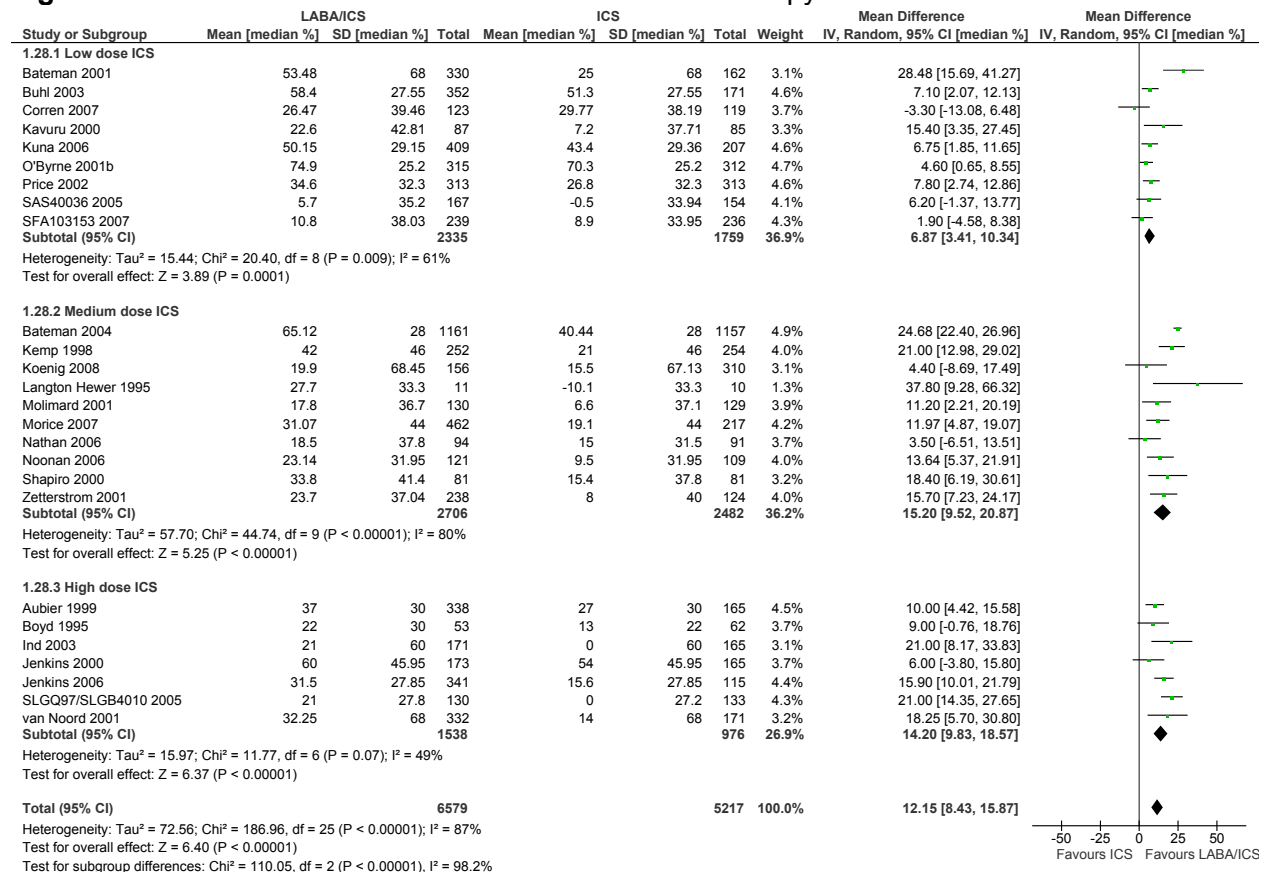 LABA/ICS ICS Mean Difference Mean Difference
Study or Subgroup Mean [median %] SD [median %] Total Mean [median %] SD [median %] Total Weight IV, Random, 95% CI [median %] IV, Random, 95% CI [median %]
1.28.1 Low dose ICS
Bateman 2001 53.48 68 330 25 68 162 3.1% 28.48 [15.69, 41.27]
Buhl 2003 58.4 27.55 352 51.3 27.55 171 4.6% 7.10 [2.07, 12.13]
Corren 2007 26.47 39.46 123 29.77 38.19 119 3.8% -3.30 [-13.08, 6.48]
Kavuru 2000 22.6 42.81 87 7.2 37.71 85 3.3% 15.40 [3.35, 27.45]
Kuna 2006 50.15 29.15 409 43.4 29.36 207 4.6% 6.75 [1.85, 11.65]
O'Byrne 2001b 74.9 25.2 315 70.3 25.2 312 4.7% 4.60 [0.65, 8.55]
Price 2002 34.6 32.3 313 26.8 32.3 313 4.6% 7.80 [2.74, 12.86]
SAS40036 2005 5.7 35.2 167 -0.5 33.94 154 4.1% 6.20 [-1.37, 13.77]
SFA103153 2007 10.8 38.03 239 8.9 33.95 236 4.3% 1.90 [-4.58, 8.38]
Subtotal (95% CI) 2335 1759 36.9% 6.87 [3.41, 10.34]
Heterogeneity: Tau² = 15.44; Chi² = 20.40, df = 8 (P = 0.009); I² = 61%
Test for overall effect: Z = 3.89 (P = 0.0001)
1.28.2 Medium dose ICS
Bateman 2004 65.12 28 1161 40.44 28 1157 4.9% 24.68 [22.40, 26.96]
Kemp 1998 42 46 252 21 46 254 4.0% 21.00 [12.98, 29.02]
Koenig 2008 19.9 68.45 156 15.5 67.13 310 3.1% 4.40 [-8.69, 17.49]
Langton Hewer 1995 27.7 33.3 11 -10.1 33.3 10 1.3% 37.80 [9.28, 66.32]
Molimard 2001 17.8 36.7 130 6.6 37.1 129 3.9% 11.20 [2.21, 20.19]
Morice 2007 31.07 44 462 19.1 44 217 4.2% 11.97 [4.87, 19.07]
Nathan 2006 18.5 37.8 94 15 31.5 91 3.7% 3.50 [-6.51, 13.51]
Noonan 2006 23.14 31.95 121 9.5 31.95 109 4.0% 13.64 [5.37, 21.91]
Shapiro 2000 33.8 41.4 81 15.4 37.8 81 3.2% 18.40 [6.19, 30.61]
Zetterstrom 2001 23.7 37.04 238 8 40 124 4.0% 15.70 [7.23, 24.17]
Subtotal (95% CI) 2706 2482 36.2% 15.20 [9.52, 20.87]
Heterogeneity: Tau² = 57.70; Chi² = 44.74, df = 9 (P < 0.00001); I² = 80%
Test for overall effect: Z = 5.25 (P < 0.00001)
1.28.3 High dose ICS
Aubier 1999 37 30 338 27 30 165 4.5% 10.00 [4.42, 15.58]
Boyd 1995 22 30 53 13 22 62 3.7% 9.00 [-0.76, 18.76]
Ind 2003 21 60 171 0 60 165 3.1% 21.00 [8.17, 33.83]
Jenkins 2000 60 45.95 173 54 45.95 165 3.7% 6.00 [-3.80, 15.80]
Jenkins 2006 31.5 27.85 341 15.6 27.85 115 4.4% 15.90 [10.01, 21.79]
SLGQ97/SLGB4010 2005 21 27.8 130 0 27.2 133 4.3% 21.00 [14.35, 27.65]
van Noord 2001 32.25 68 332 14 68 171 3.2% 18.25 [5.70, 30.80]
Subtotal (95% CI) 1538 976 26.9% 14.20 [9.83, 18.57]
Heterogeneity: Tau² = 15.97; Chi² = 11.77, df = 6 (P = 0.07); I² = 49%
Test for overall effect: Z = 6.37 (P < 0.00001)
Total (95% CI) 6579 5217 100.0% 12.15 [8.43, 15.87]
Heterogeneity: Tau² = 72.56; Chi² = 186.96, df = 25 (P < 0.00001); I² = 87%
Test for overall effect: Z = 6.40 (P < 0.00001)
Test for subgroup differences: Chi² = 110.05, df = 2 (P < 0.00001), I² = 98.2%
-50 -25 0 25 50
Favours ICS Favours LABA/ICS